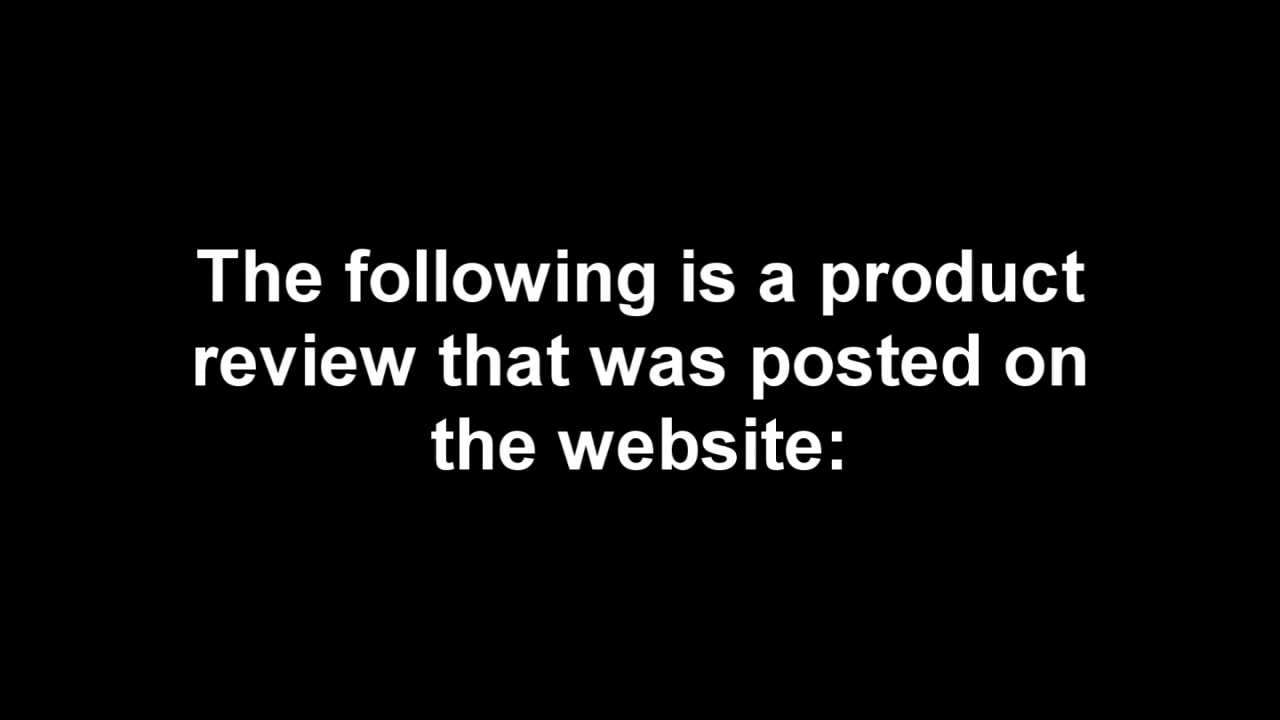 The following is a product
review that was posted on
the website: